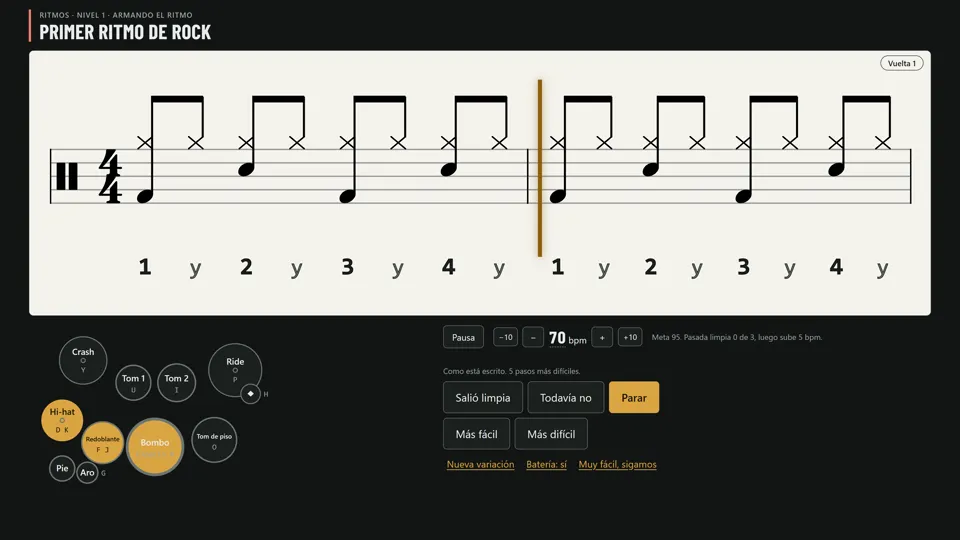 RITMOS · NIVEL 1 · ARMANDO EL RITMO
PRIMER RITMO DE ROCK
Vuelta 1
4
4
1 y 2 y 3 y 4 y 1 y 2 y 3 y 4 y
Crash
Y
Tom 1
U
Tom 2
I
Ride
P
H
Hi-hat
D K
Redoblante
F J
Bombo
Tom de piso
O
Pie
Aro
G
Pausa
−10
−
70 bpm
+
+10
Meta 95. Pasada limpia 0 de 3, luego sube 5 bpm.
Como está escrito. 5 pasos más difíciles.
Salió limpia
Todavía no
Parar
Más fácil
Más difícil
Nueva variación
Batería: sí
Muy fácil, sigamos